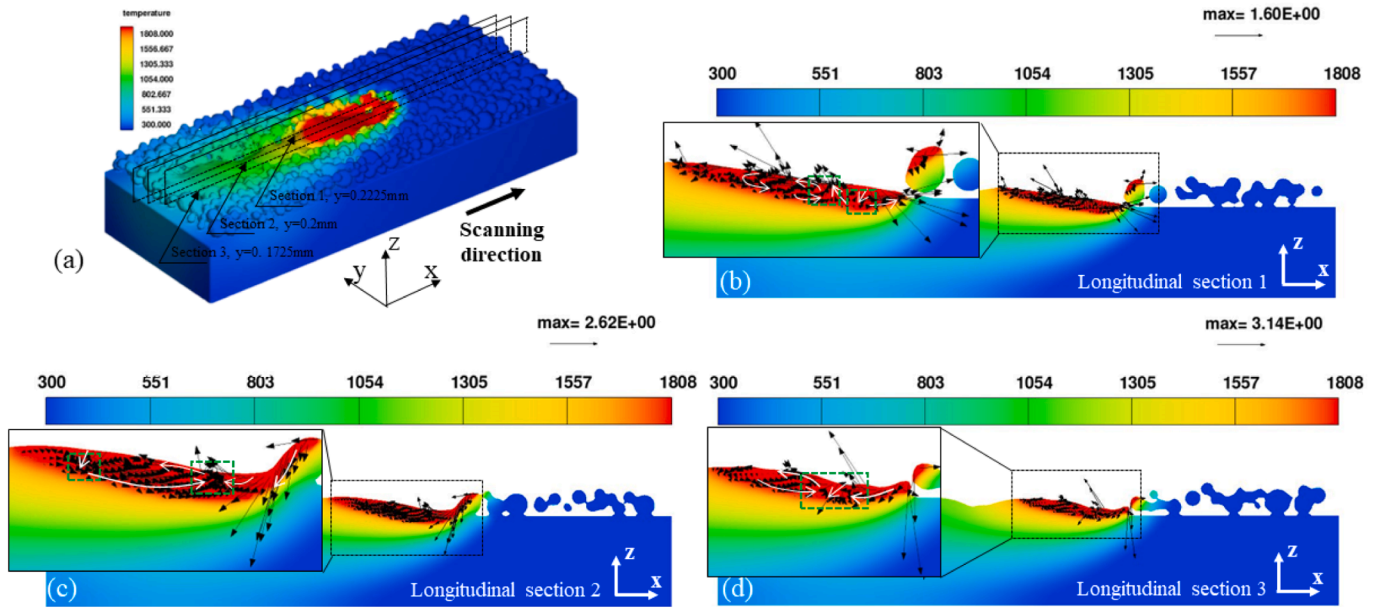 temperature
1808.000
1556.667
1305.333
1054.000
802.667
551.333
300.000
Section 1, y=0.2225mm
Section 2, y=0.2mm
Section 3, y=0. 1725mm
Scanning
direction
(a)
z
y
x
max= 1.60E+00
300 551 803 1054 1305 1557 1808
(b)
Longitudinal section 1
z
x
max= 2.62E+00
300 551 803 1054 1305 1557 1808
(c)
Longitudinal section 2
z
x
max= 3.14E+00
300 551 803 1054 1305 1557 1808
(d)
Longitudinal section 3
z
x